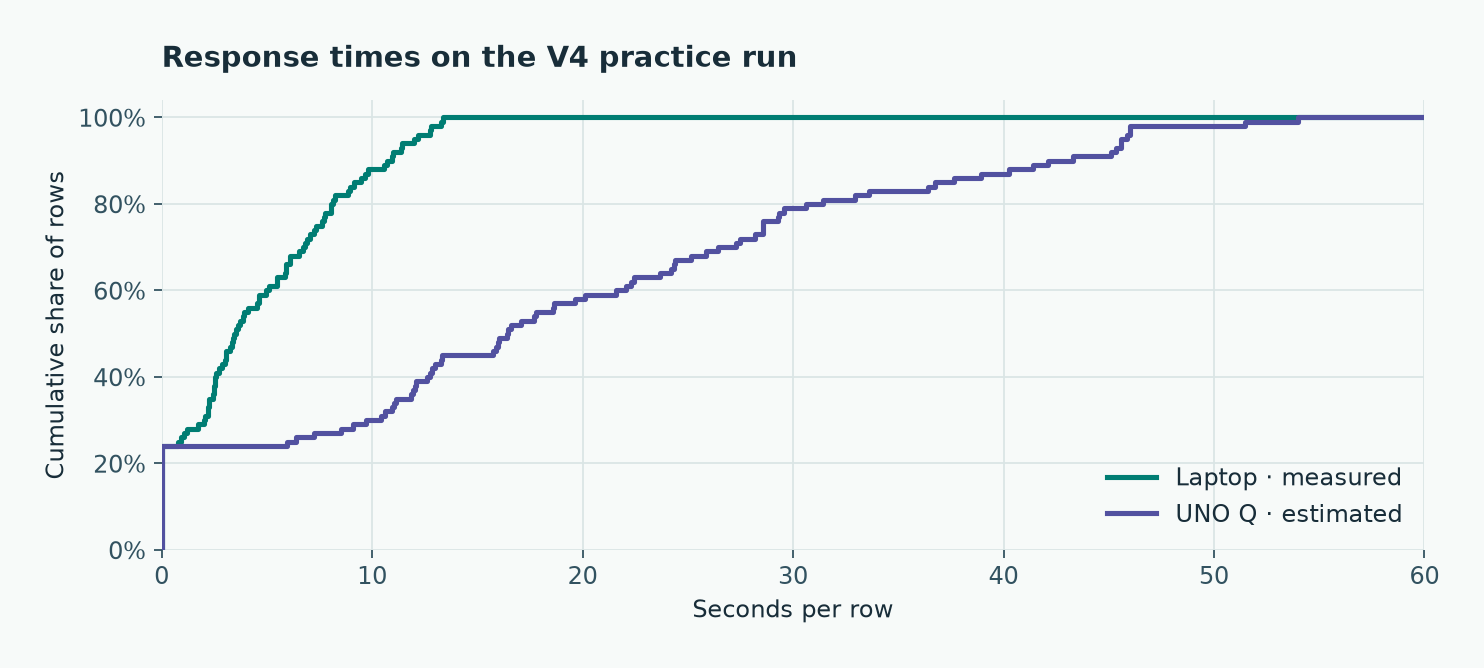 Response times on the V4 practice run
Cumulative share of rows
100%
80%
60%
40%
20%
0%
Laptop · measured
UNO Q · estimated
0 10 20 30 40 50 60
Seconds per row